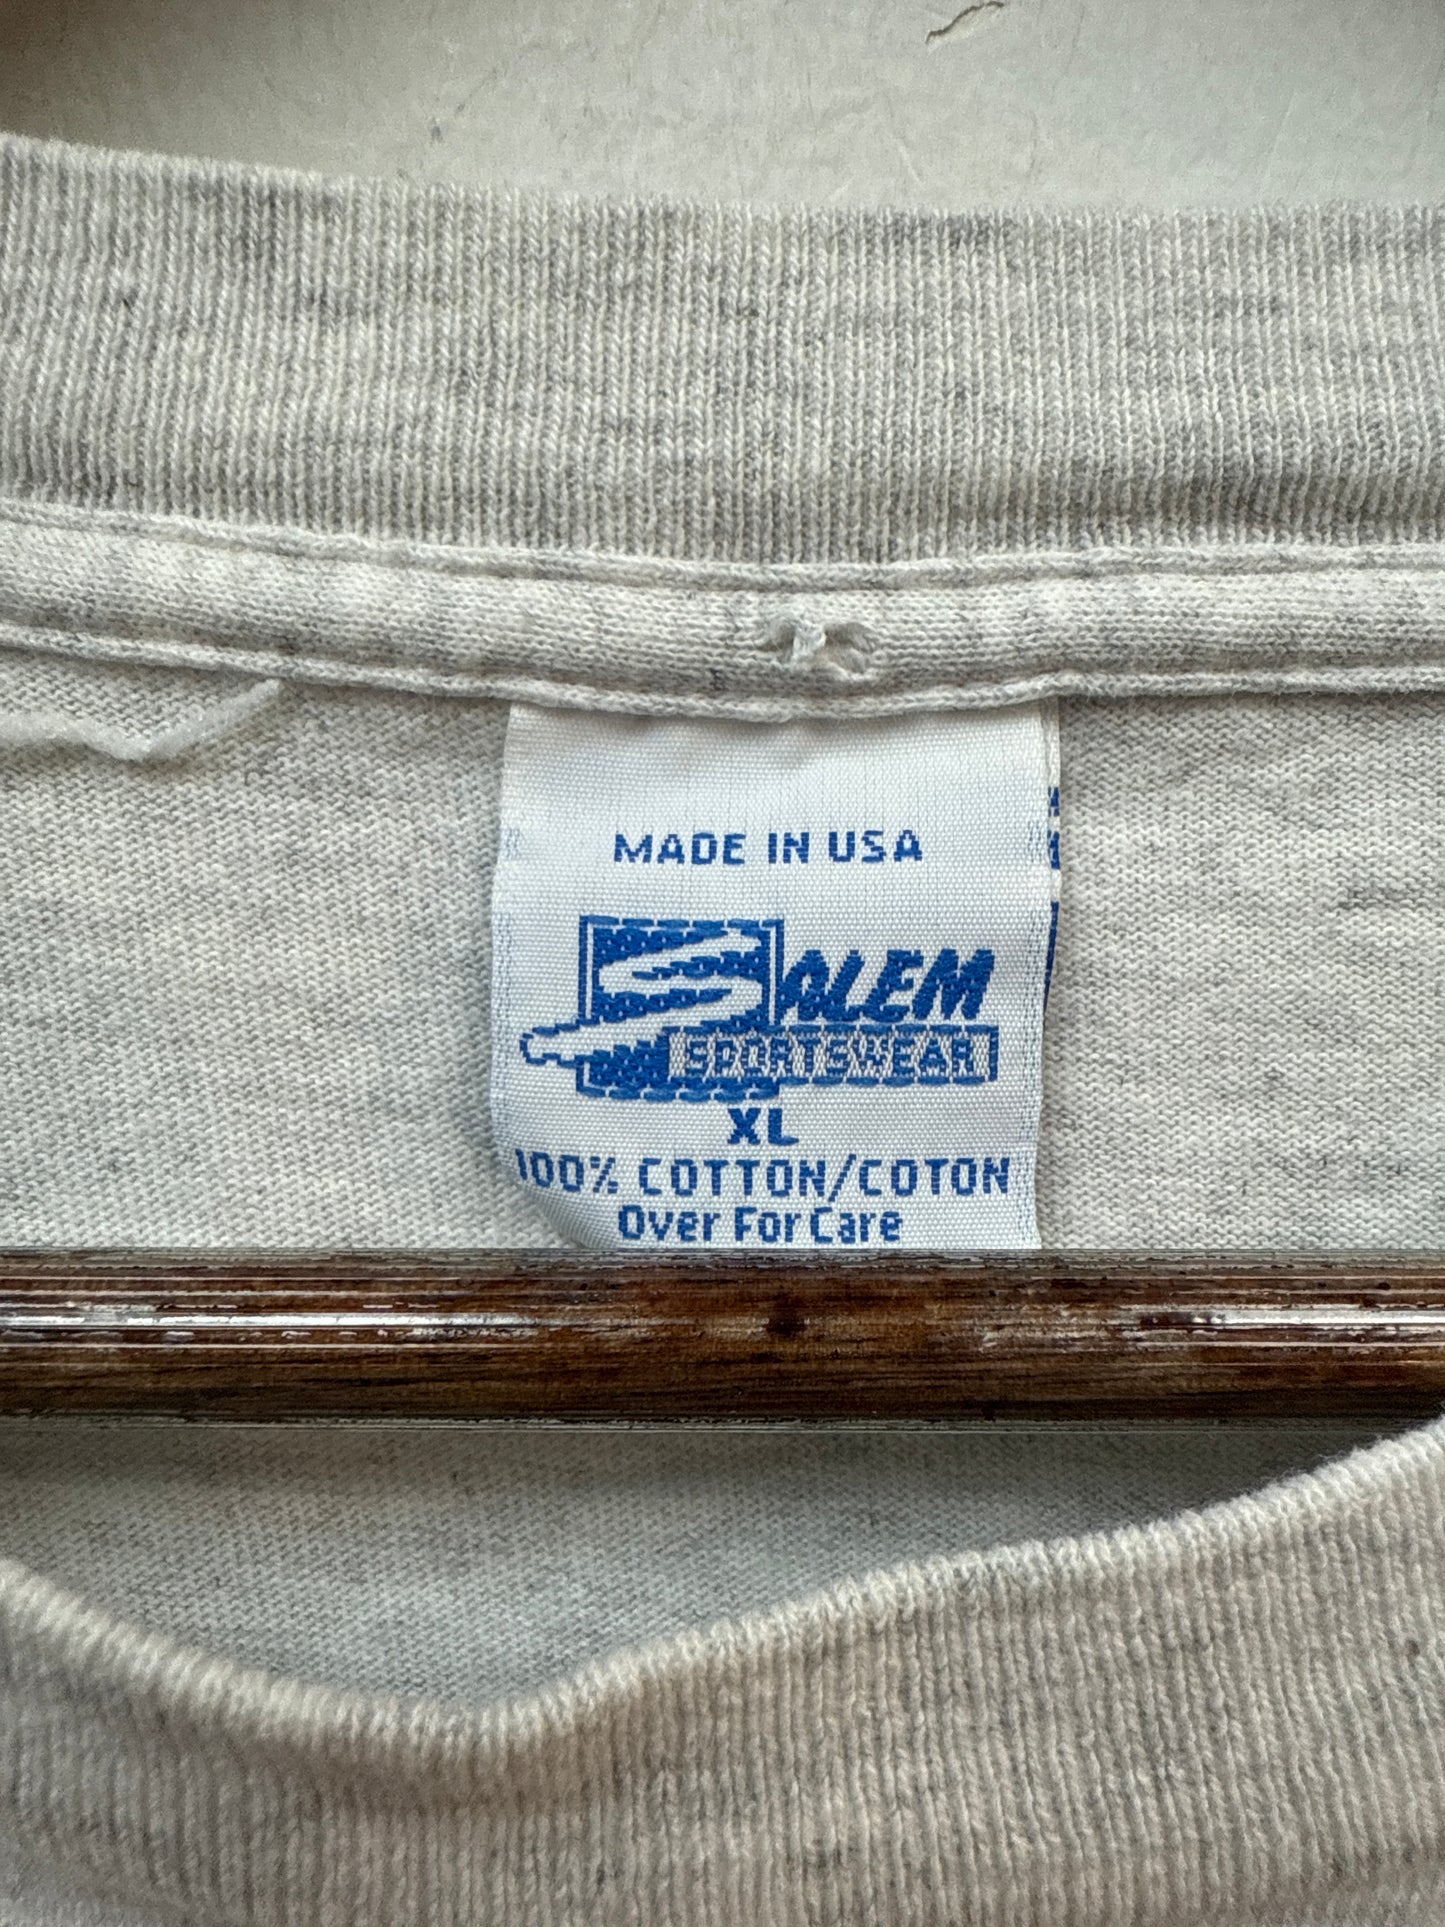 MADE IN USA
SALEM
SPORTSWEAR
XL
100% COTTON/COTON
Over For Care